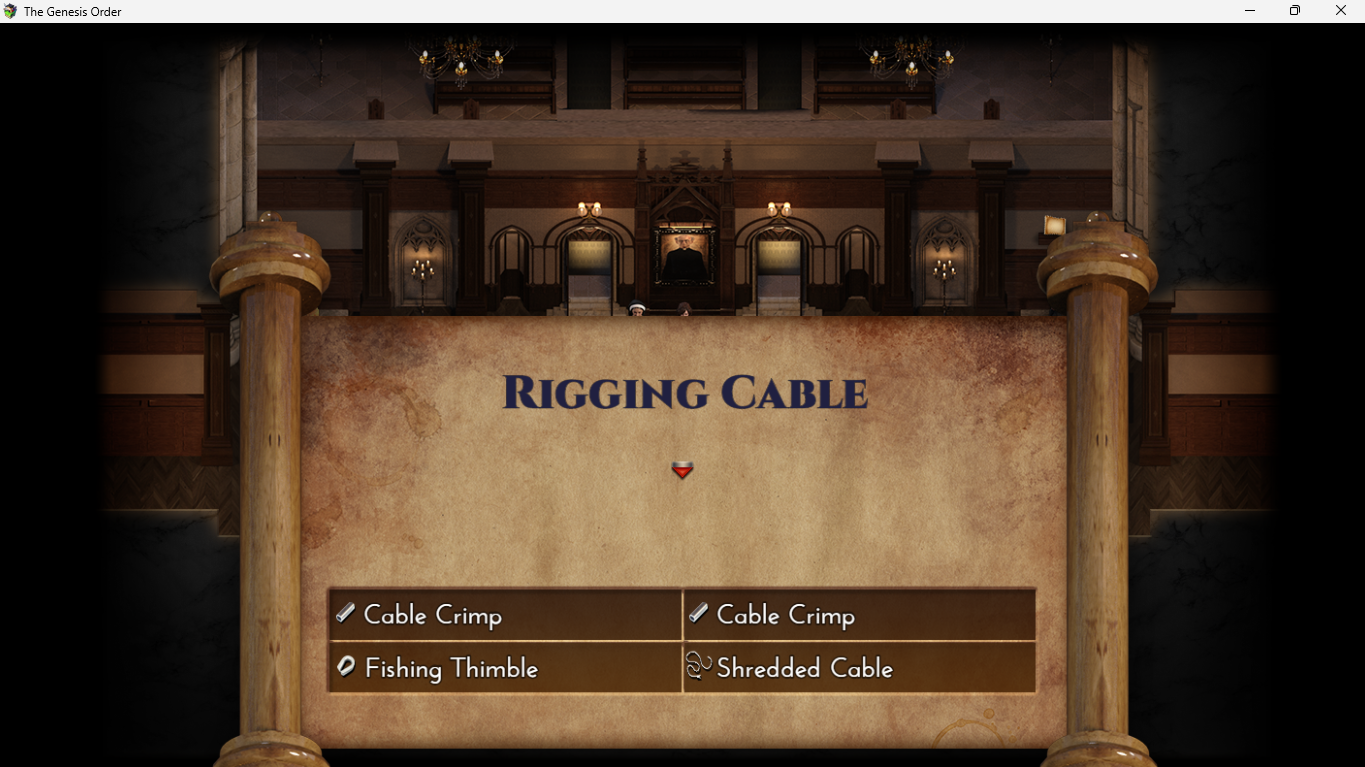 The Genesis Order
Rigging Cable
Cable Crimp
Cable Crimp
Fishing Thimble
Shredded Cable